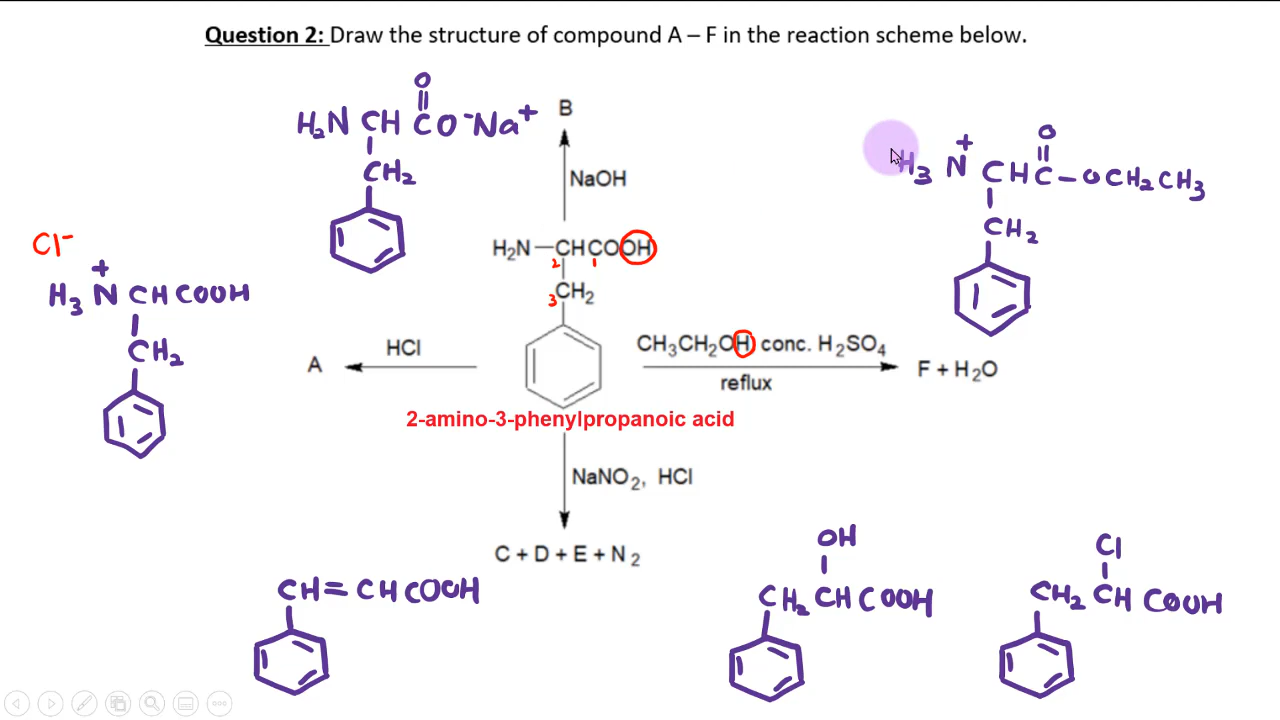 Question 2: Draw the structure of compound A – F in the reaction scheme below.
O
H₂N CH CO⁻Na⁺
CH₂
B
NaOH
O
H₃N⁺ CHC–OCH₂CH₃
CH₂
H₂N–CHCOOH
2 1
3 CH₂
Cl⁻
H₃N⁺ CH COOH
CH₂
A
HCl
CH₃CH₂OH conc. H₂SO₄
reflux
F + H₂O
2-amino-3-phenylpropanoic acid
NaNO₂, HCl
C + D + E + N₂
CH=CHCOOH
OH
CH₂ CH COOH
Cl
CH₂ CH COOH